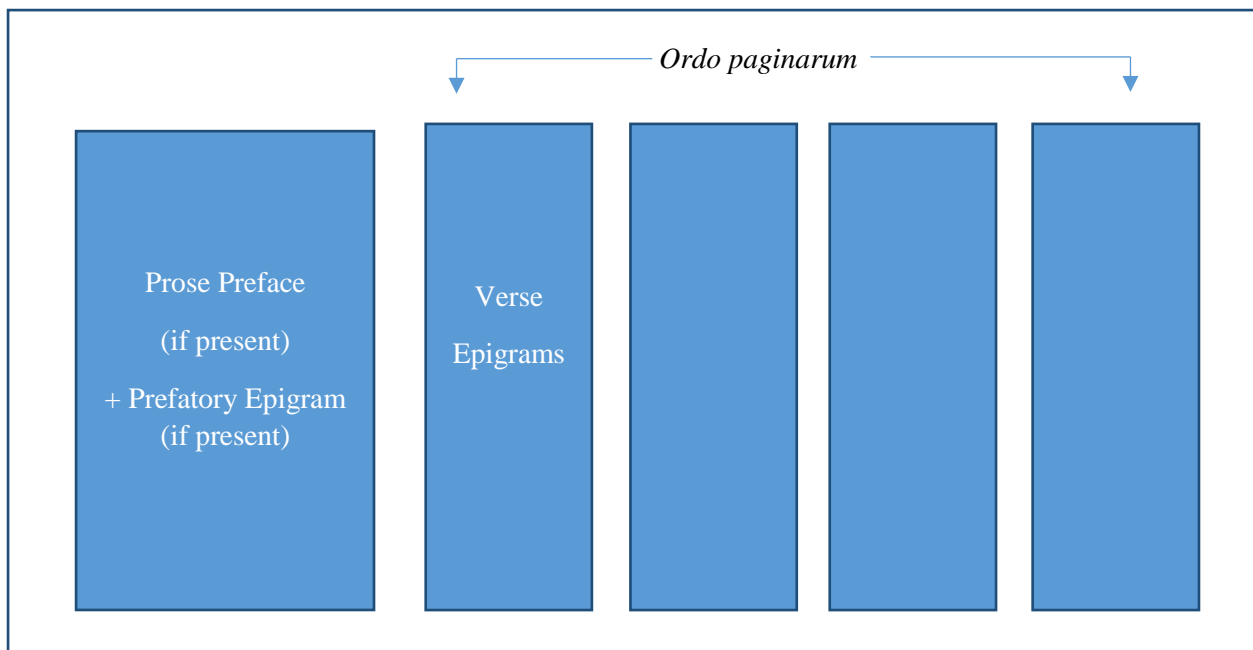 Ordo paginarum
Prose Preface
(if present)
+ Prefatory Epigram
(if present)
Verse
Epigrams